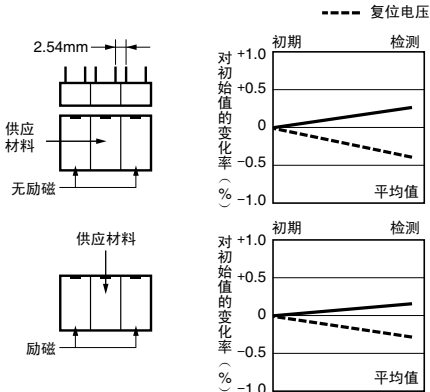 复位电压
2.54mm
供应
材料
无励磁
对初始值的变化率（%）
+1.0
+0.5
0
−0.5
−1.0
初期
检测
平均值
供应材料
励磁
对初始值的变化率（%）
+1.0
+0.5
0
−0.5
−1.0
初期
检测
平均值